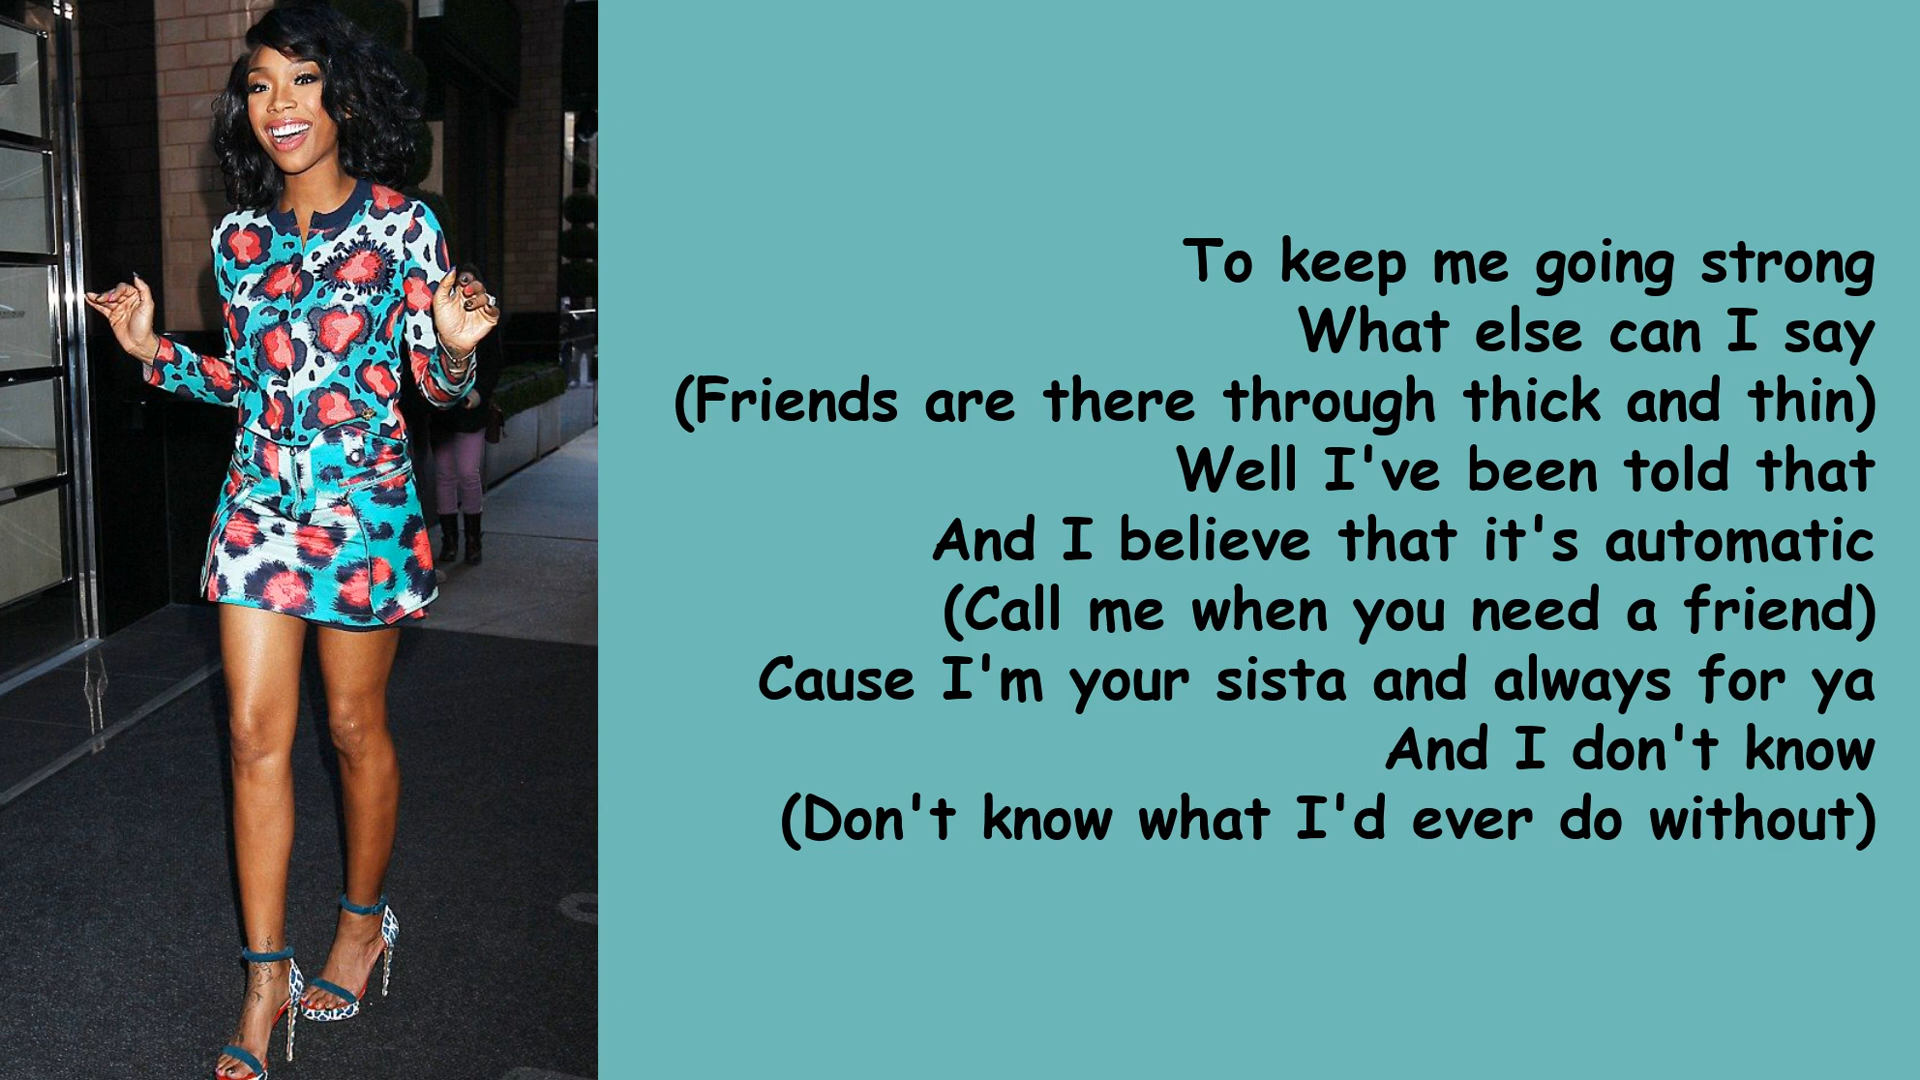 To keep me going strong
What else can I say
(Friends are there through thick and thin)
Well I've been told that
And I believe that it's automatic
(Call me when you need a friend)
Cause I'm your sista and always for ya
And I don't know
(Don't know what I'd ever do without)